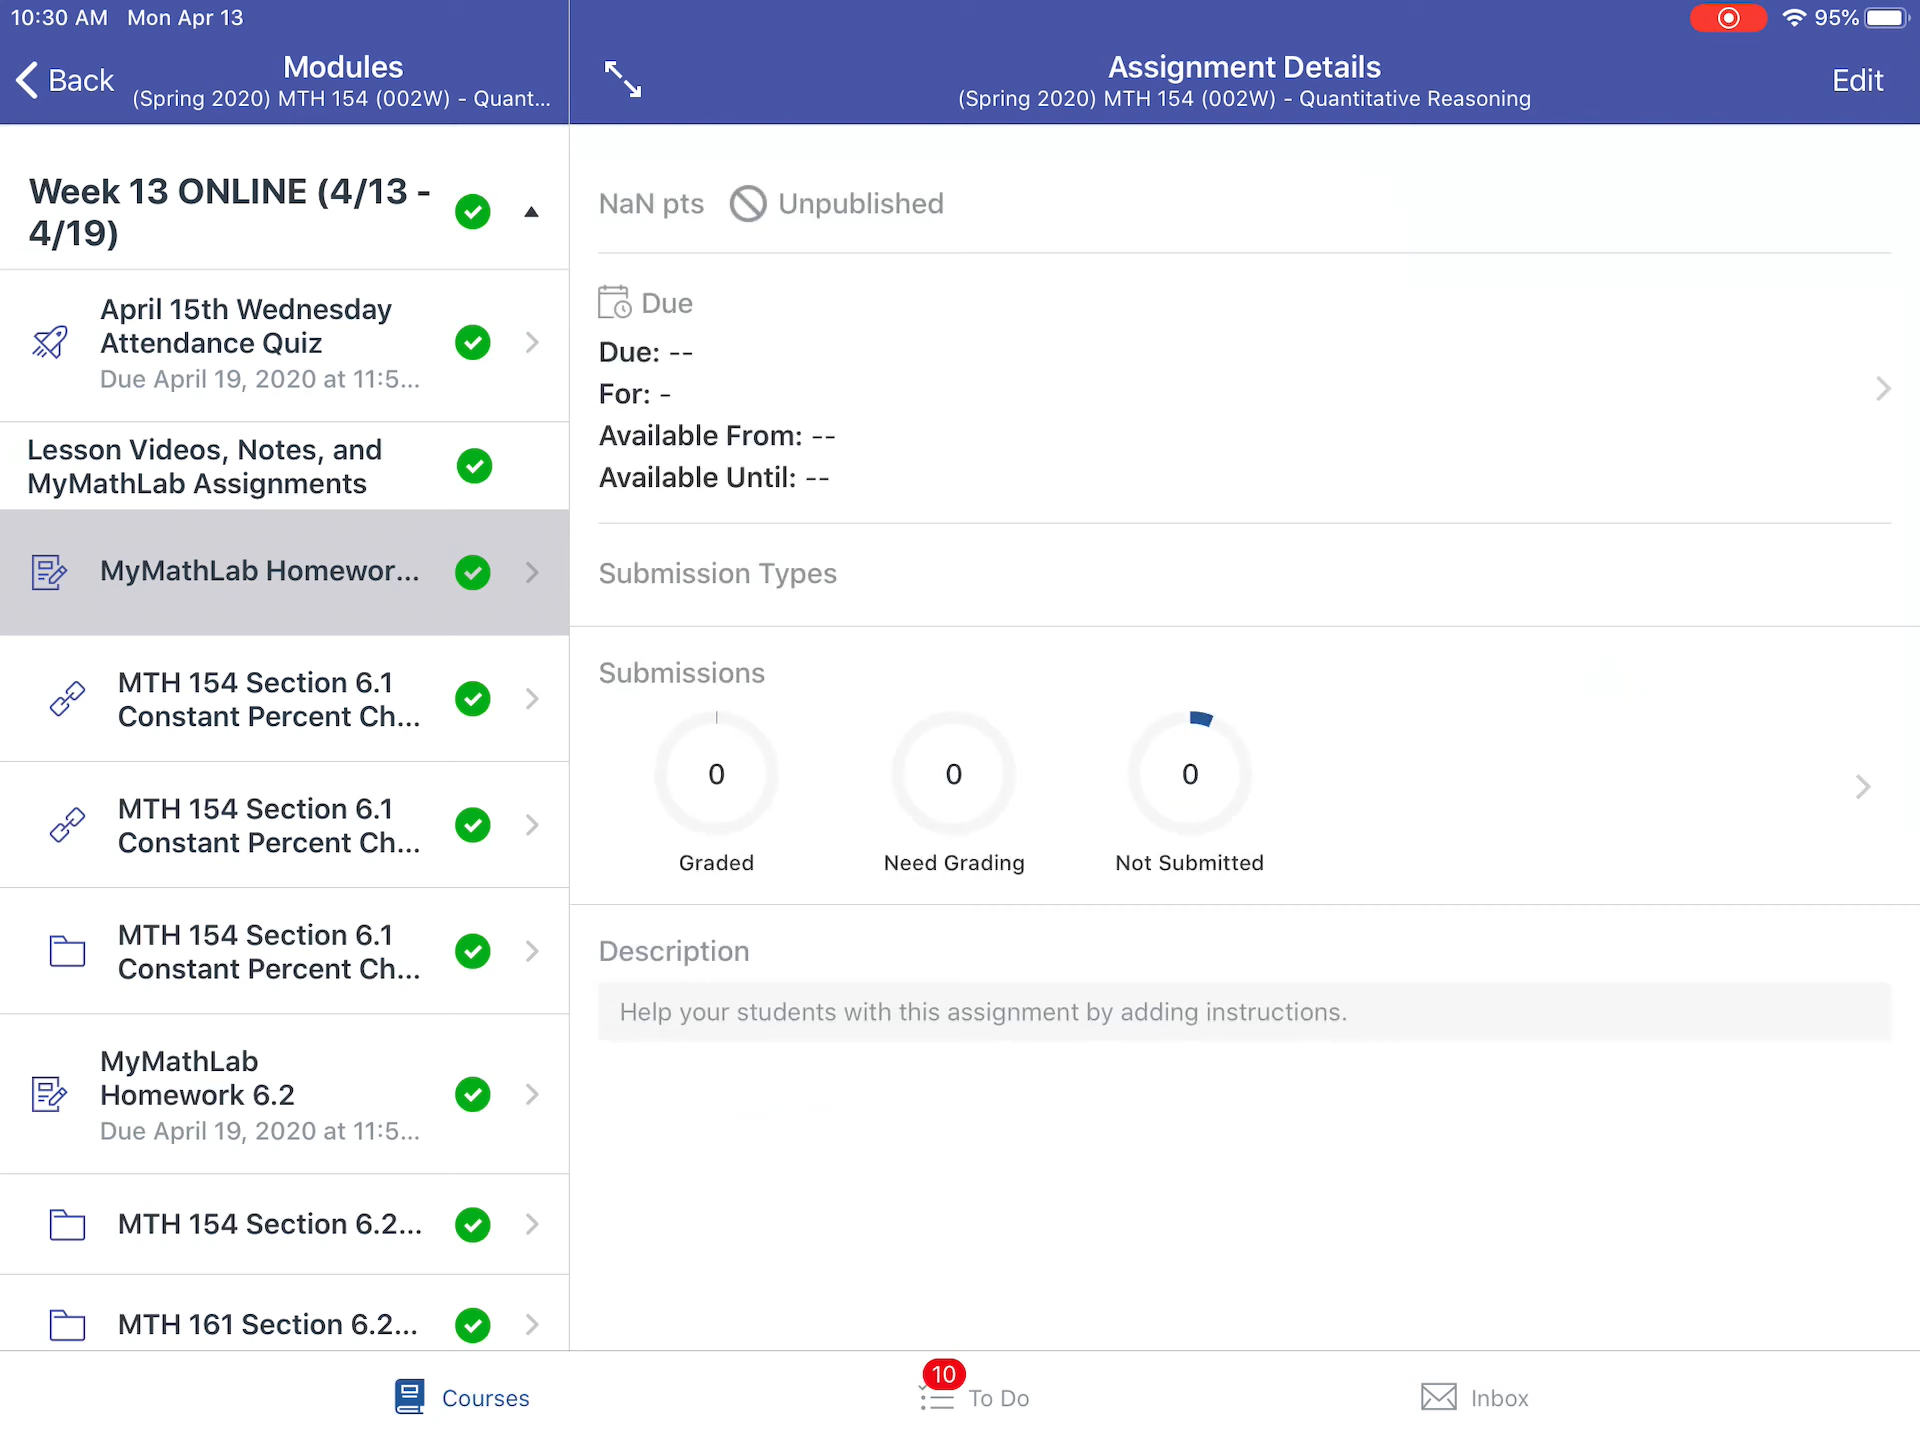 10:30 AM Mon Apr 13
95%
Back
Modules
(Spring 2020) MTH 154 (002W) - Quant...
Assignment Details
(Spring 2020) MTH 154 (002W) - Quantitative Reasoning
Edit
Week 13 ONLINE (4/13 -
4/19)
April 15th Wednesday
Attendance Quiz
Due April 19, 2020 at 11:5...
Lesson Videos, Notes, and
MyMathLab Assignments
MyMathLab Homewor...
MTH 154 Section 6.1
Constant Percent Ch...
MTH 154 Section 6.1
Constant Percent Ch...
MTH 154 Section 6.1
Constant Percent Ch...
MyMathLab
Homework 6.2
Due April 19, 2020 at 11:5...
MTH 154 Section 6.2...
MTH 161 Section 6.2...
NaN pts Unpublished
Due
Due: --
For: -
Available From: --
Available Until: --
Submission Types
Submissions
0 0 0
Graded Need Grading Not Submitted
Description
Help your students with this assignment by adding instructions.
Courses
10
To Do
Inbox